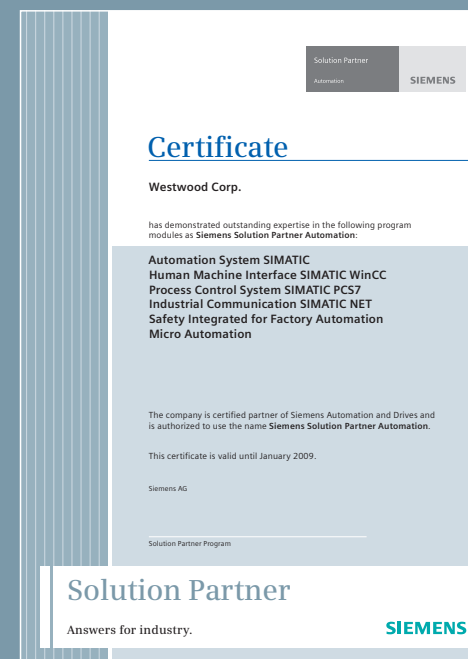 Solution Partner
Automation
SIEMENS
Certificate
Westwood Corp.
has demonstrated outstanding expertise in the following program
modules as Siemens Solution Partner Automation:
Automation System SIMATIC
Human Machine Interface SIMATIC WinCC
Process Control System SIMATIC PCS7
Industrial Communication SIMATIC NET
Safety Integrated for Factory Automation
Micro Automation
The company is certified partner of Siemens Automation and Drives and
is authorized to use the name Siemens Solution Partner Automation.
This certificate is valid until January 2009.
Siemens AG
Solution Partner Program
Solution Partner
Answers for industry.
SIEMENS